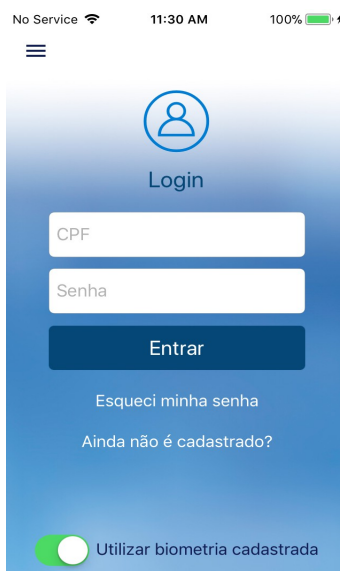 No Service 11:30 AM 100%
Login
CPF
Senha
Entrar
Esqueci minha senha
Ainda não é cadastrado?
Utilizar biometria cadastrada